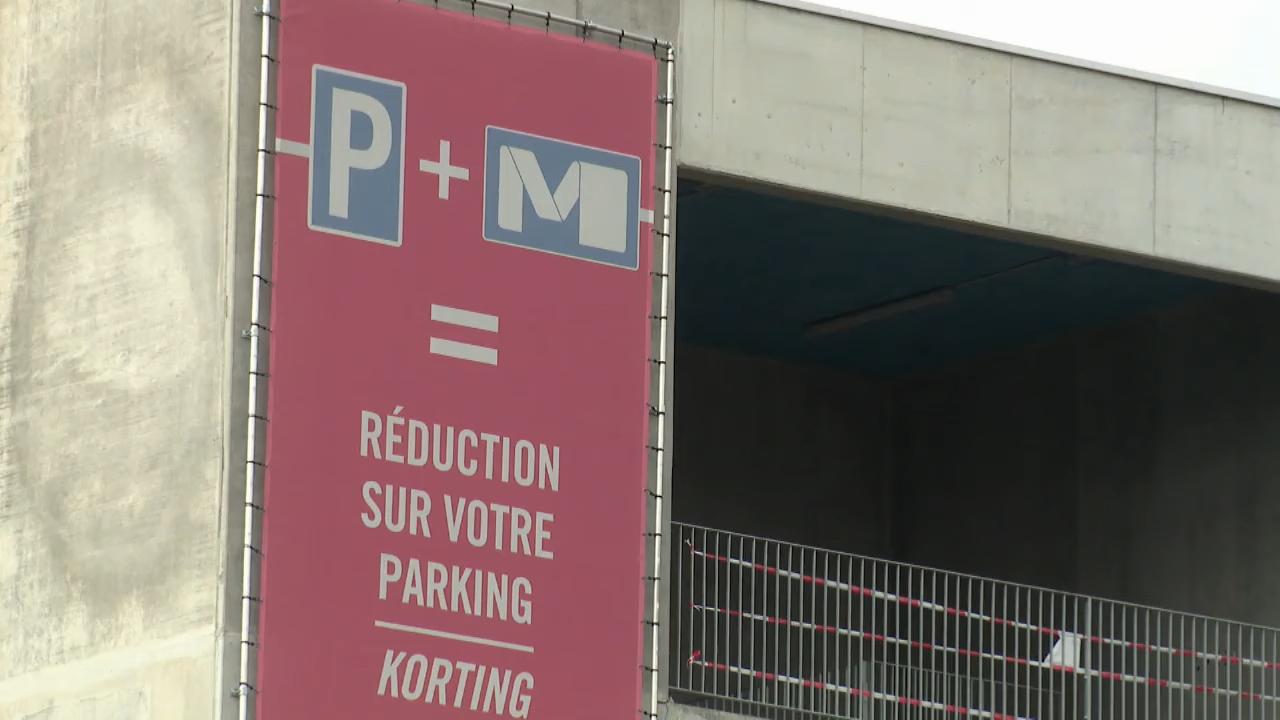 P + M
=
RÉDUCTION
SUR VOTRE
PARKING
KORTING